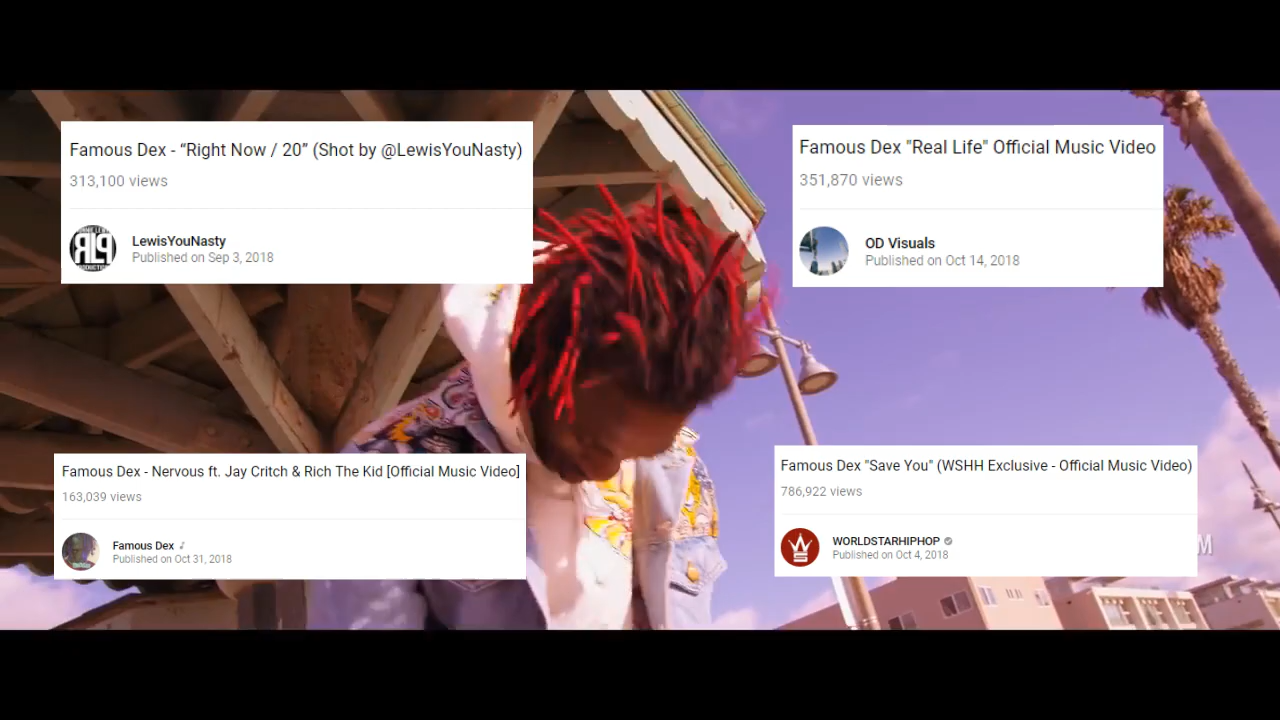 Famous Dex - “Right Now / 20” (Shot by @LewisYouNasty)
313,100 views
LewisYouNasty
Published on Sep 3, 2018
Famous Dex "Real Life" Official Music Video
351,870 views
OD Visuals
Published on Oct 14, 2018
Famous Dex - Nervous ft. Jay Critch & Rich The Kid [Official Music Video]
163,039 views
Famous Dex
Published on Oct 31, 2018
Famous Dex "Save You" (WSHH Exclusive - Official Music Video)
786,922 views
WORLDSTARHIPHOP
Published on Oct 4, 2018